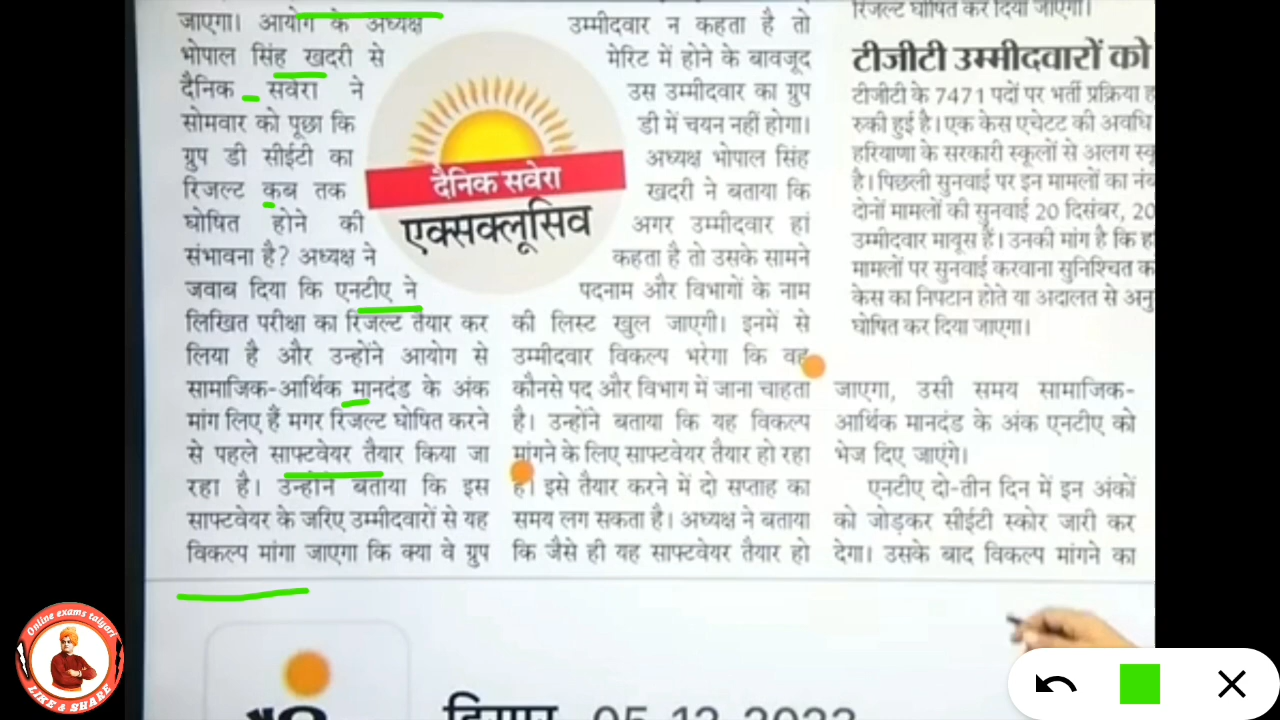 जाएगा। आयोग के अध्यक्ष
भोपाल सिंह खदरी से
दैनिक सवेरा ने
सोमवार को पूछा कि
ग्रुप डी सीईटी का
रिजल्ट कब तक
घोषित होने की
संभावना है? अध्यक्ष ने
जवाब दिया कि एनटीए ने
लिखित परीक्षा का रिजल्ट तैयार कर
लिया है और उन्होंने आयोग से
सामाजिक-आर्थिक मानदंड के अंक
मांग लिए हैं मगर रिजल्ट घोषित करने
से पहले साफ्टवेयर तैयार किया जा
रहा है। उन्होंने बताया कि इस
साफ्टवेयर के जरिए उम्मीदवारों से यह
विकल्प मांगा जाएगा कि क्या वे ग्रुप
दैनिक सवेरा
एक्सक्लूसिव
उम्मीदवार न कहता है तो
मेरिट में होने के बावजूद
उस उम्मीदवार का ग्रुप
डी में चयन नहीं होगा।
अध्यक्ष भोपाल सिंह
खदरी ने बताया कि
अगर उम्मीदवार हां
कहता है तो उसके सामने
पदनाम और विभागों के नाम
की लिस्ट खुल जाएगी। इनमें से
उम्मीदवार विकल्प भरेगा कि वह
कौनसे पद और विभाग में जाना चाहता
है। उन्होंने बताया कि यह विकल्प
मांगने के लिए साफ्टवेयर तैयार हो रहा
है। इसे तैयार करने में दो सप्ताह का
समय लग सकता है। अध्यक्ष ने बताया
कि जैसे ही यह साफ्टवेयर तैयार हो
जाएगा, उसी समय सामाजिक-
आर्थिक मानदंड के अंक एनटीए को
भेज दिए जाएंगे।
एनटीए दो-तीन दिन में इन अंकों
को जोड़कर सीईटी स्कोर जारी कर
देगा। उसके बाद विकल्प मांगने का
रिजल्ट घोषित कर दिया जाएगा।
टीजीटी उम्मीदवारों को
टीजीटी के 7471 पदों पर भर्ती प्रक्रिया
रुकी हुई है। एक केस एचटेट की अवधि
हरियाणा के सरकारी स्कूलों से अलग
है। पिछली सुनवाई पर इन मामलों का
दोनों मामलों की सुनवाई 20 दिसंबर, 20
उम्मीदवार मायूस हैं। उनकी मांग है कि
मामलों पर सुनवाई करवाना सुनिश्चित
केस का निपटान होते या अदालत से
घोषित कर दिया जाएगा।
Online exams taiyari
LIKE & SHARE